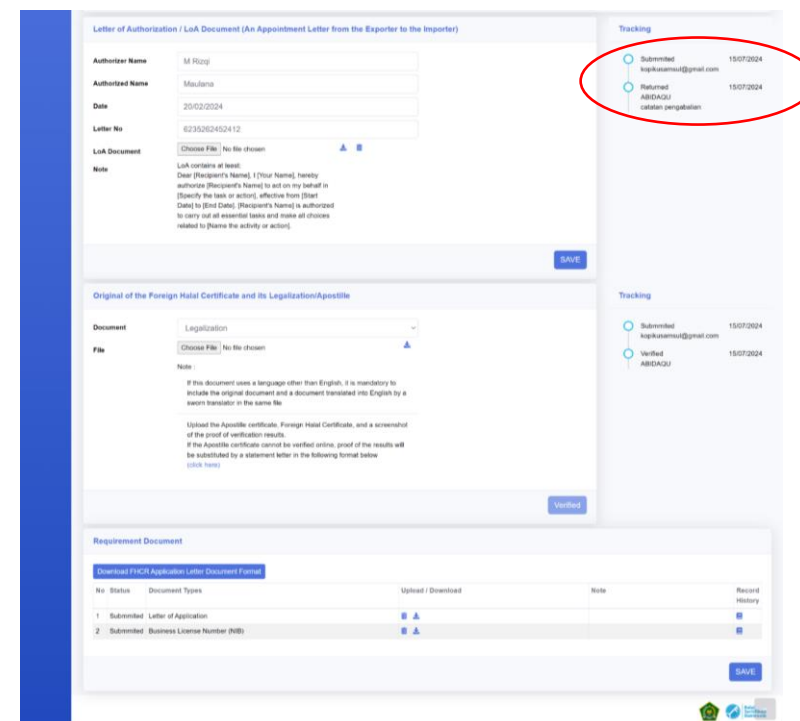 Letter of Authorization / LoA Document (An Appointment Letter from the Exporter to the Importer)
Authorizer Name
M Rizqi
Authorized Name
Maulana
Date
20/02/2024
Letter No
6235262452412
LoA Document
Choose File No file chosen
Note
LoA contains at least:
Dear [Recipient's Name], I [Your Name], hereby
authorize [Recipient's Name] to act on my behalf in
[Specify the task or action], effective from [Start
Date] to [End Date]. [Recipient's Name] is authorized
to carry out all essential tasks and make all choices
related to [Name the activity or action].
SAVE
Tracking
Submmited 15/07/2024
kopikusamsul@gmail.com
Returned 15/07/2024
ABIDAQU
catatan pengabalian
Original of the Foreign Halal Certificate and its Legalization/Apostille
Document
Legalization
File
Choose File No file chosen
Note :
If this document uses a language other than English, it is mandatory to
include the original document and a document translated into English by a
sworn translator in the same file
Upload the Apostille certificate, Foreign Halal Certificate, and a screenshot
of the proof of verification results.
If the Apostille certificate cannot be verified online, proof of the results will
be substituted by a statement letter in the following format below
(click here)
Verified
Tracking
Submmited 15/07/2024
kopikusamsul@gmail.com
Verified 15/07/2024
ABIDAQU
Requirement Document
Download FHCR Application Letter Document Format
No Status Document Types Upload / Download Note Record History
1 Submmited Letter of Application
2 Submmited Business License Number (NIB)
SAVE